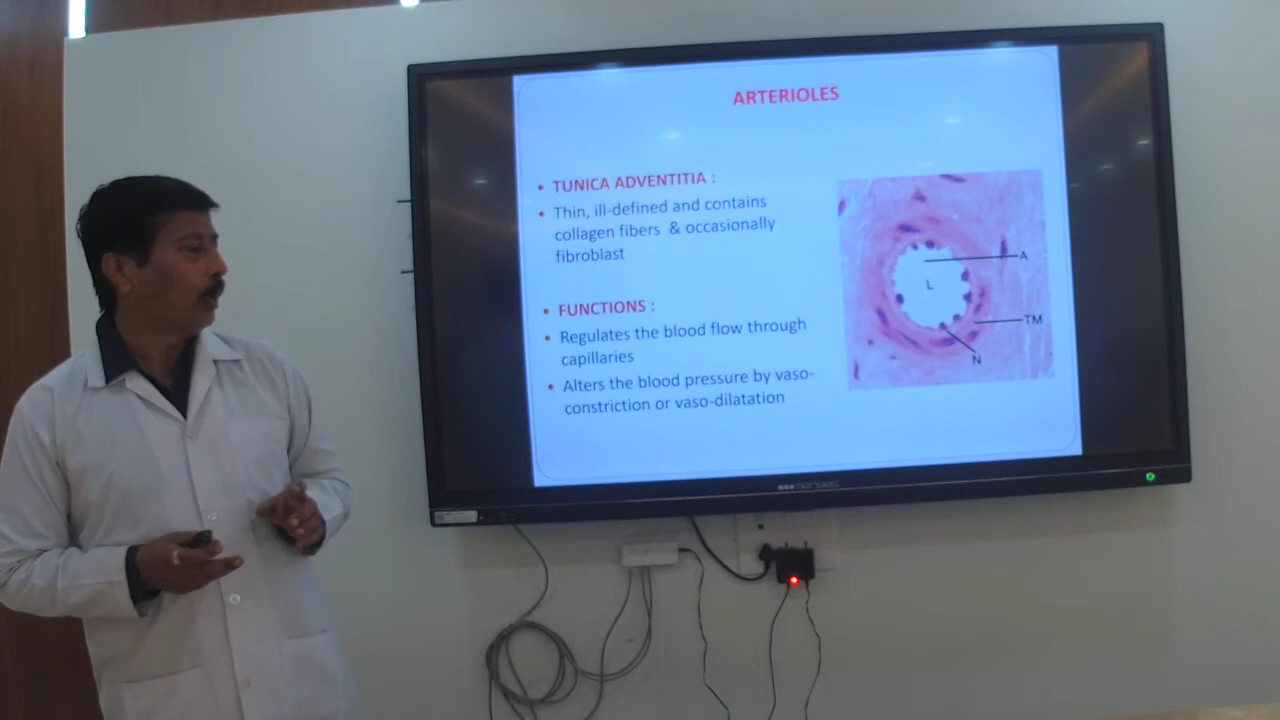 ARTERIOLES
• TUNICA ADVENTITIA :
• Thin, ill-defined and contains
collagen fibers & occasionally
fibroblast
• FUNCTIONS :
• Regulates the blood flow through
capillaries
• Alters the blood pressure by vaso-
constriction or vaso-dilatation
A
L
TM
N